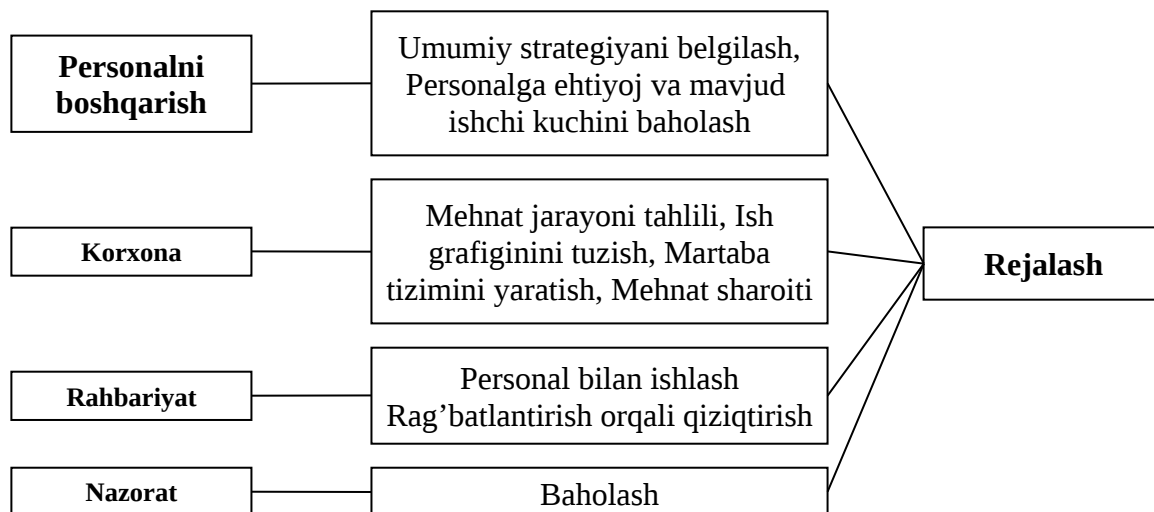 Personalni
boshqarish
Umumiy strategiyani belgilash,
Personalga ehtiyoj va mavjud
ishchi kuchini baholash
Korxona
Mehnat jarayoni tahlili, Ish
grafiginini tuzish, Martaba
tizimini yaratish, Mehnat sharoiti
Rejalash
Rahbariyat
Personal bilan ishlash
Rag’batlantirish orqali qiziqtirish
Nazorat
Baholash